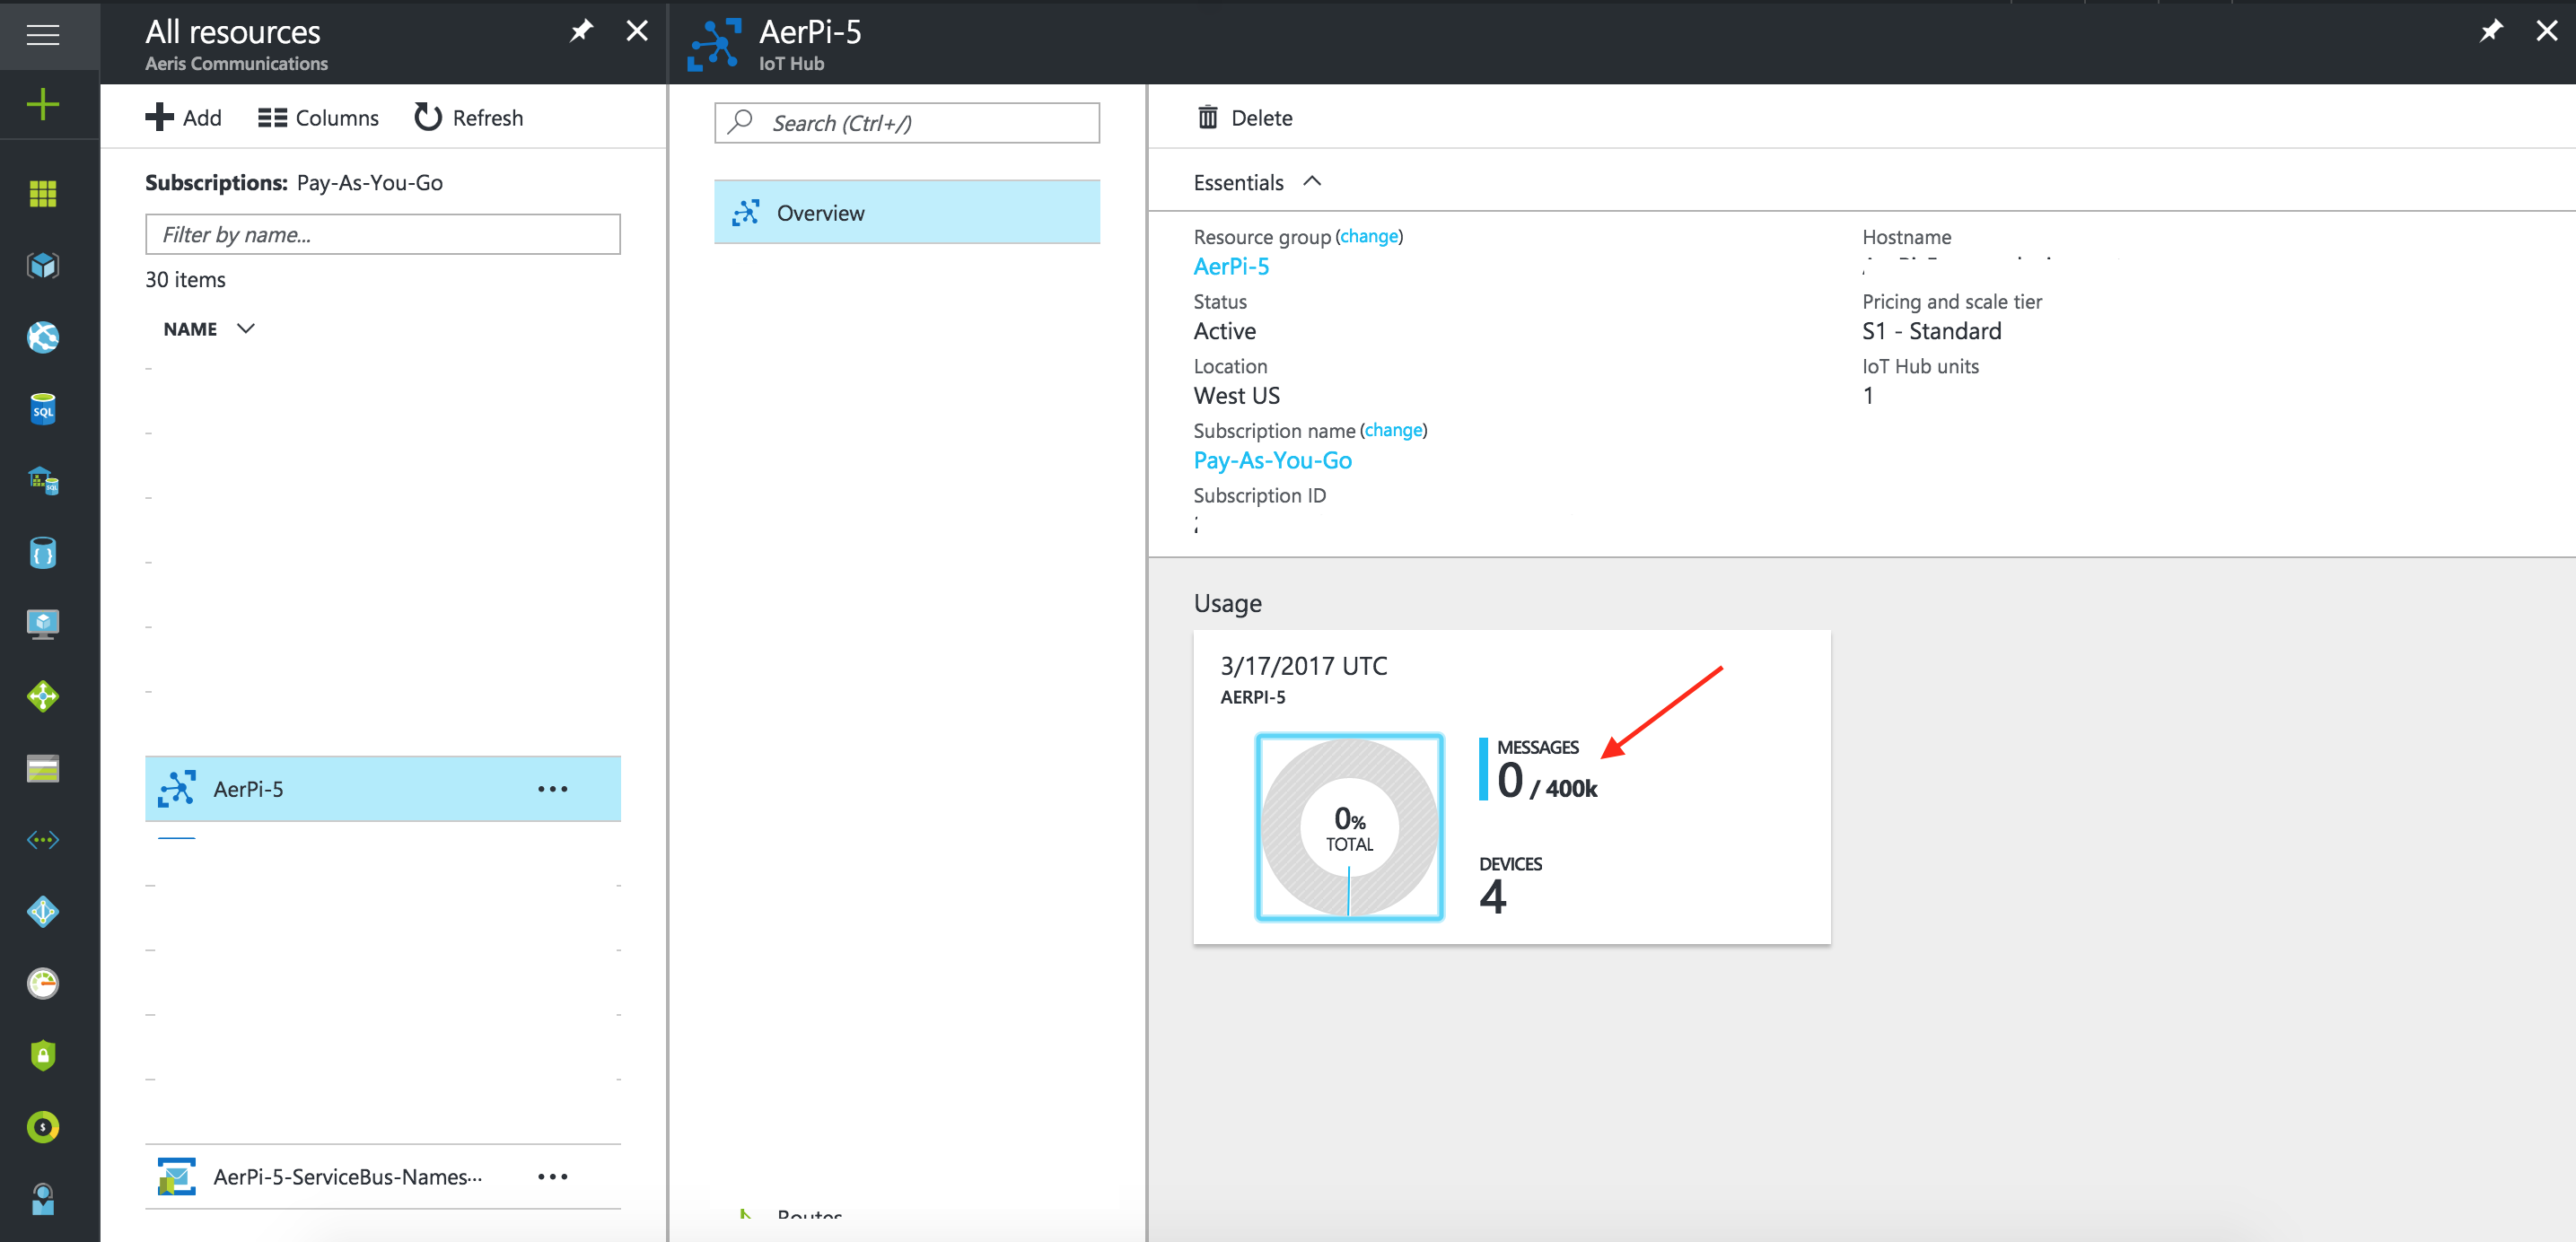 All resources
Aeris Communications
Add
Columns
Refresh
Subscriptions: Pay-As-You-Go
Filter by name...
30 items
NAME
AerPi-5
AerPi-5-ServiceBus-Names...
AerPi-5
IoT Hub
Search (Ctrl+/)
Overview
Routes
Delete
Essentials
Resource group (change)
AerPi-5
Status
Active
Location
West US
Subscription name (change)
Pay-As-You-Go
Subscription ID
Hostname
Pricing and scale tier
S1 - Standard
IoT Hub units
1
Usage
3/17/2017 UTC
AERPI-5
0%
TOTAL
MESSAGES
0 / 400k
DEVICES
4
SQL
SQL